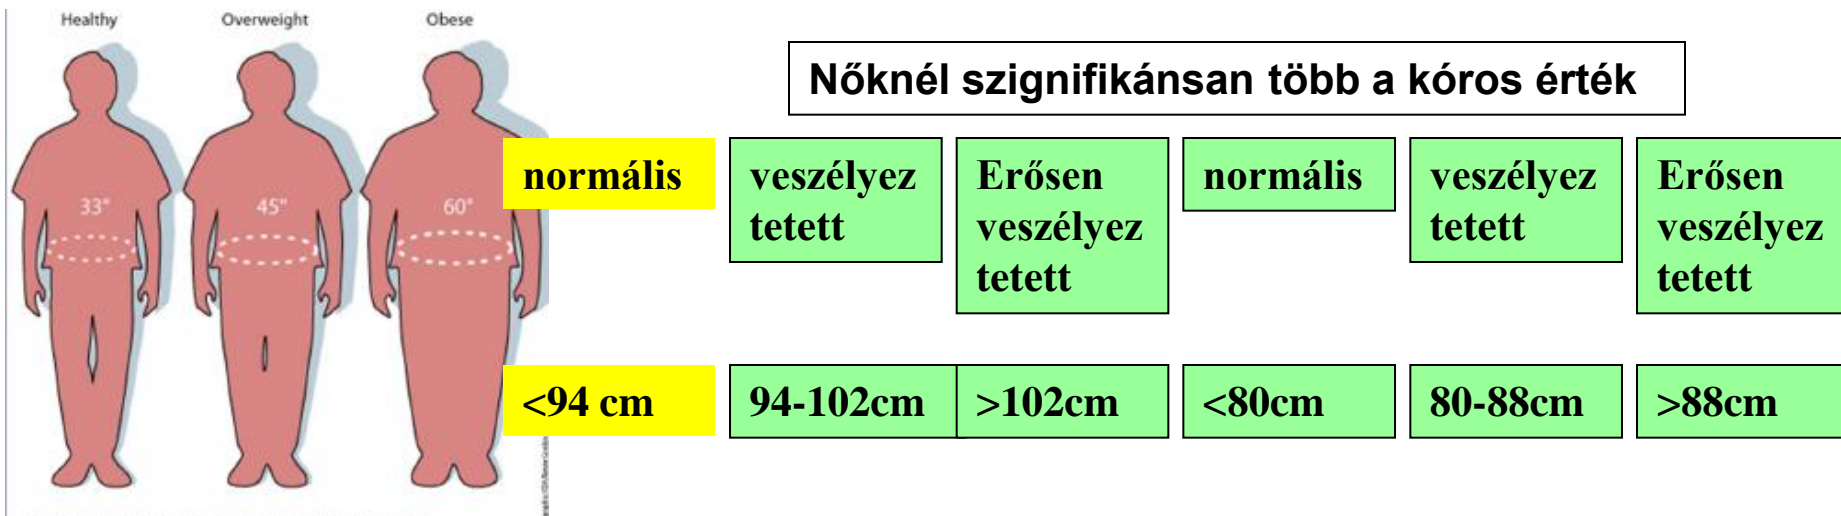 Healthy Overweight Obese
33" 45" 60"
Nőknél szignifikánsan több a kóros érték
normális
veszélyez
tetett
Erősen
veszélyez
tetett
normális
veszélyez
tetett
Erősen
veszélyez
tetett
<94 cm
94-102cm
>102cm
<80cm
80-88cm
>88cm